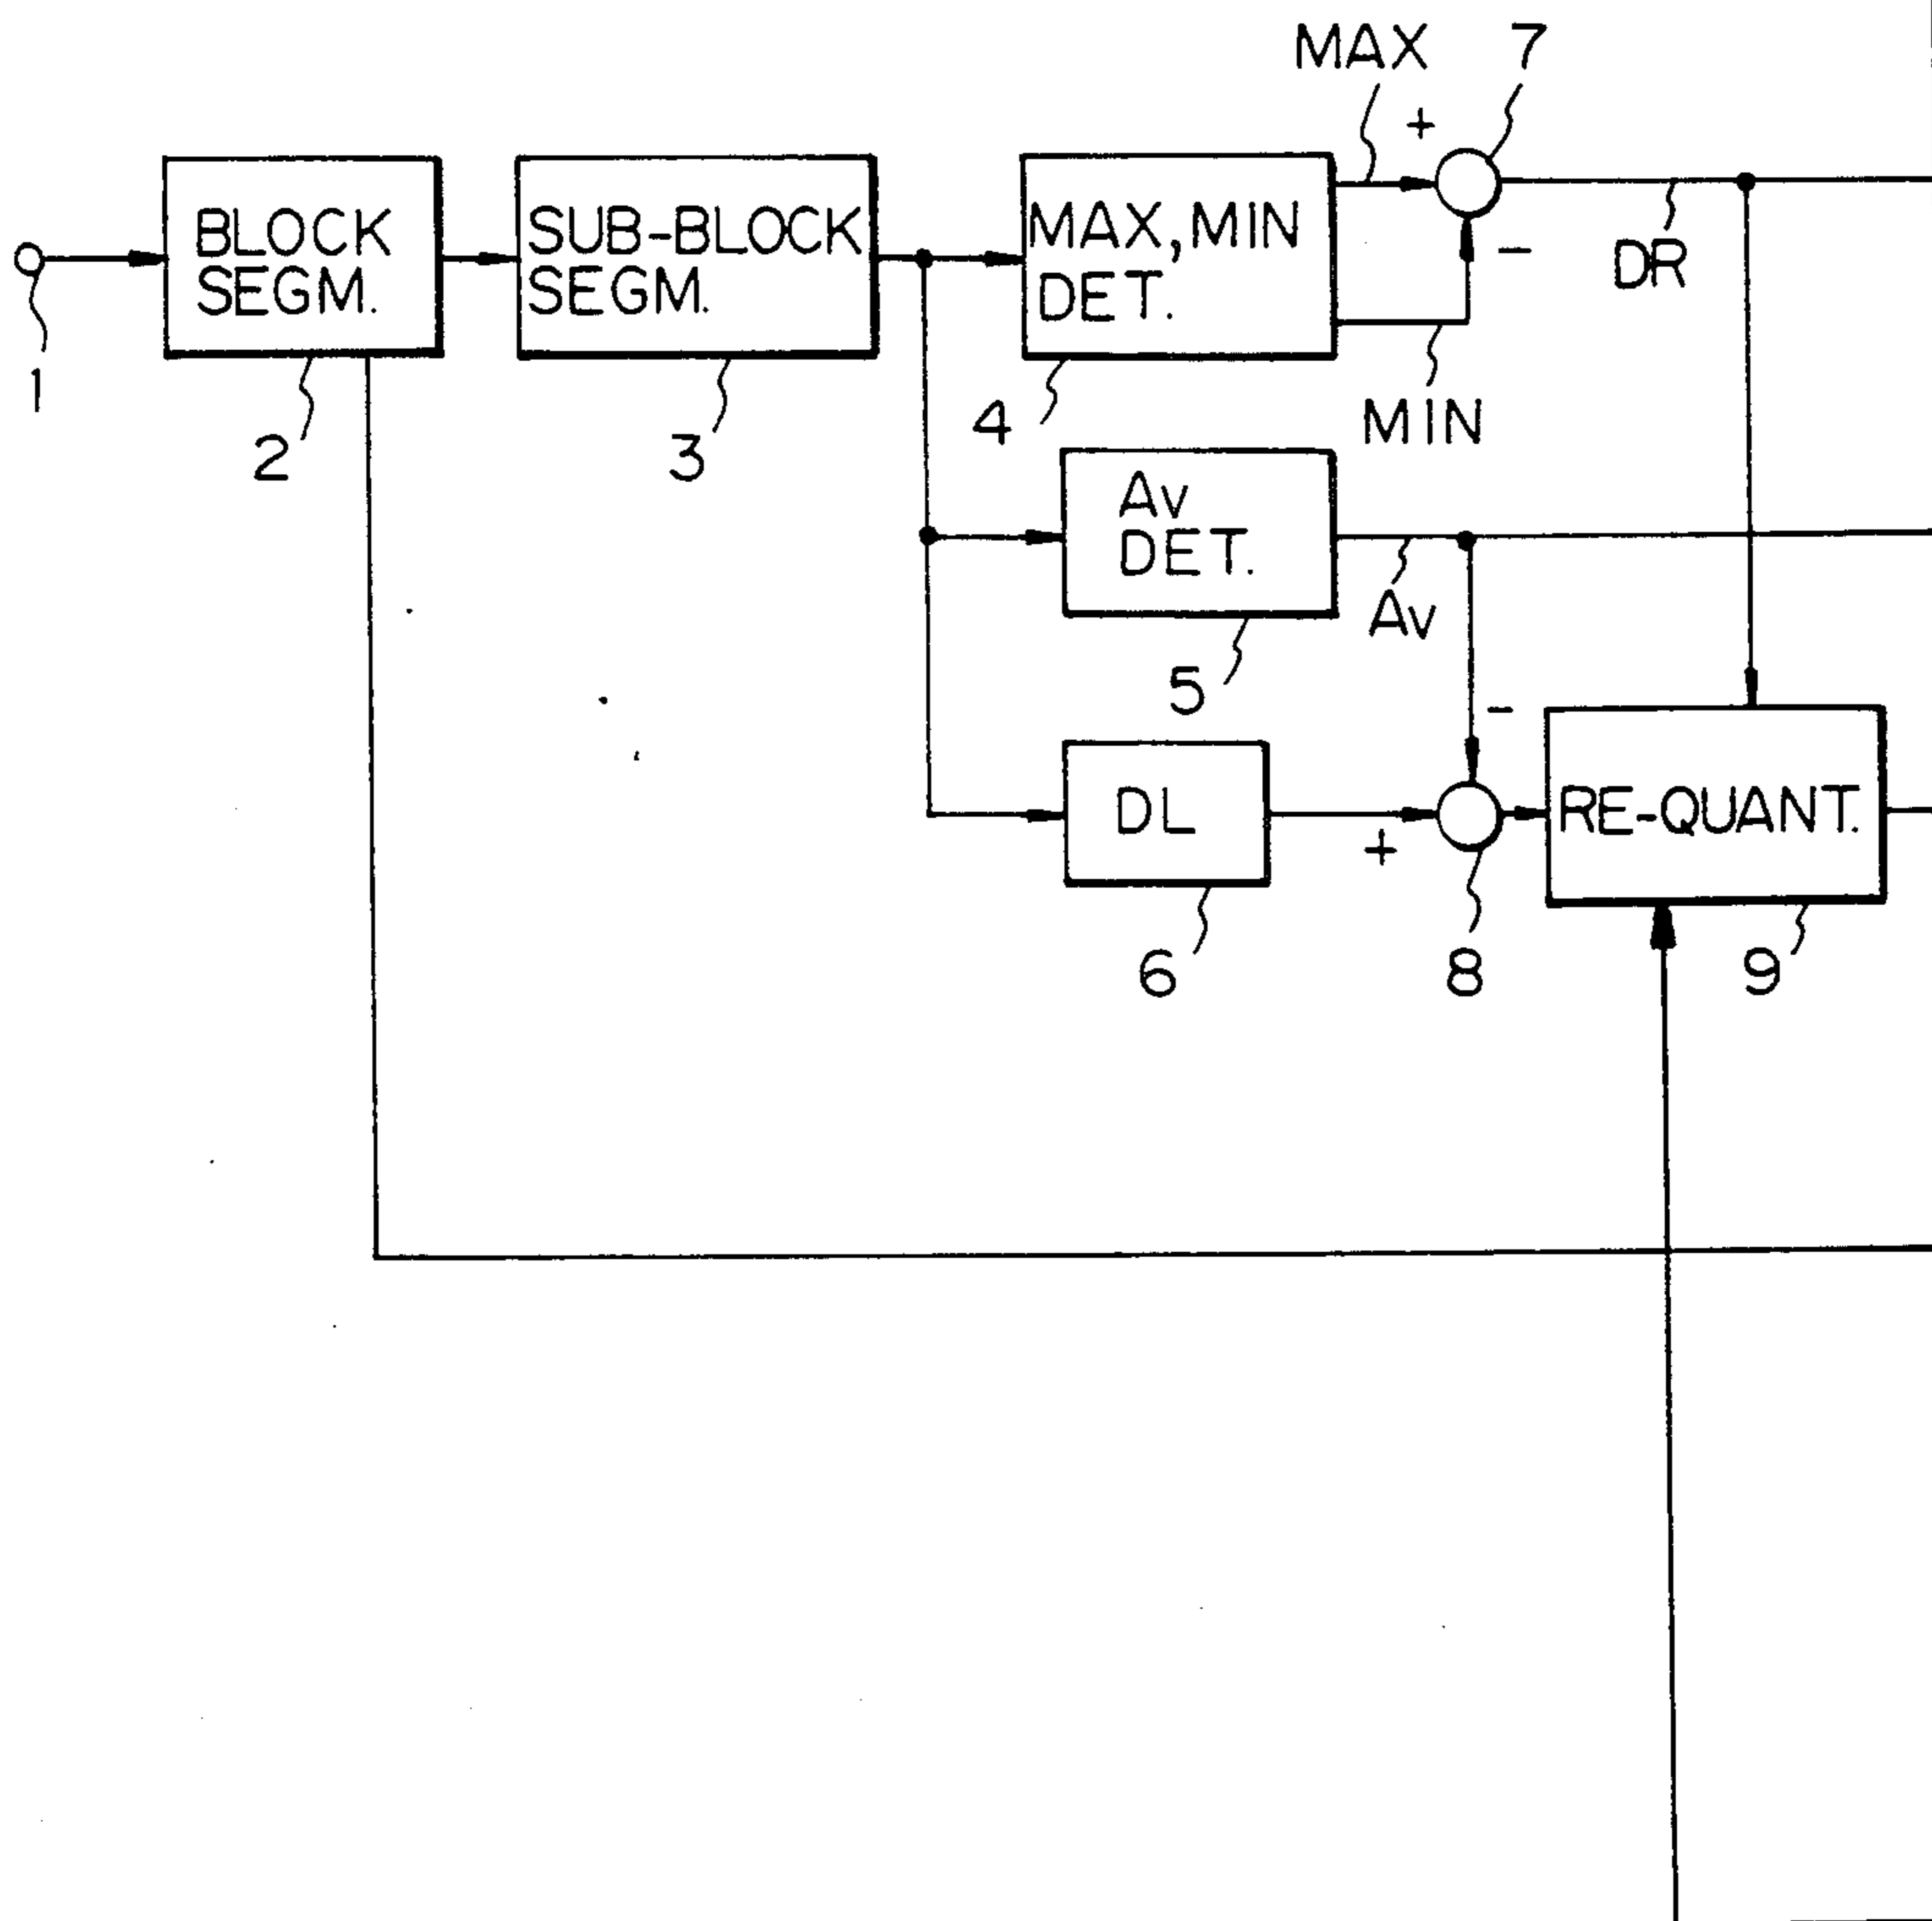 MAX
7
+
BLOCK
SEGM.
SUB-BLOCK
SEGM.
MAX, MIN
DET.
-
DR
1
2
3
4
MIN
Av
DET.
Av
5
-
DL
+
RE-QUANT.
6
8
9